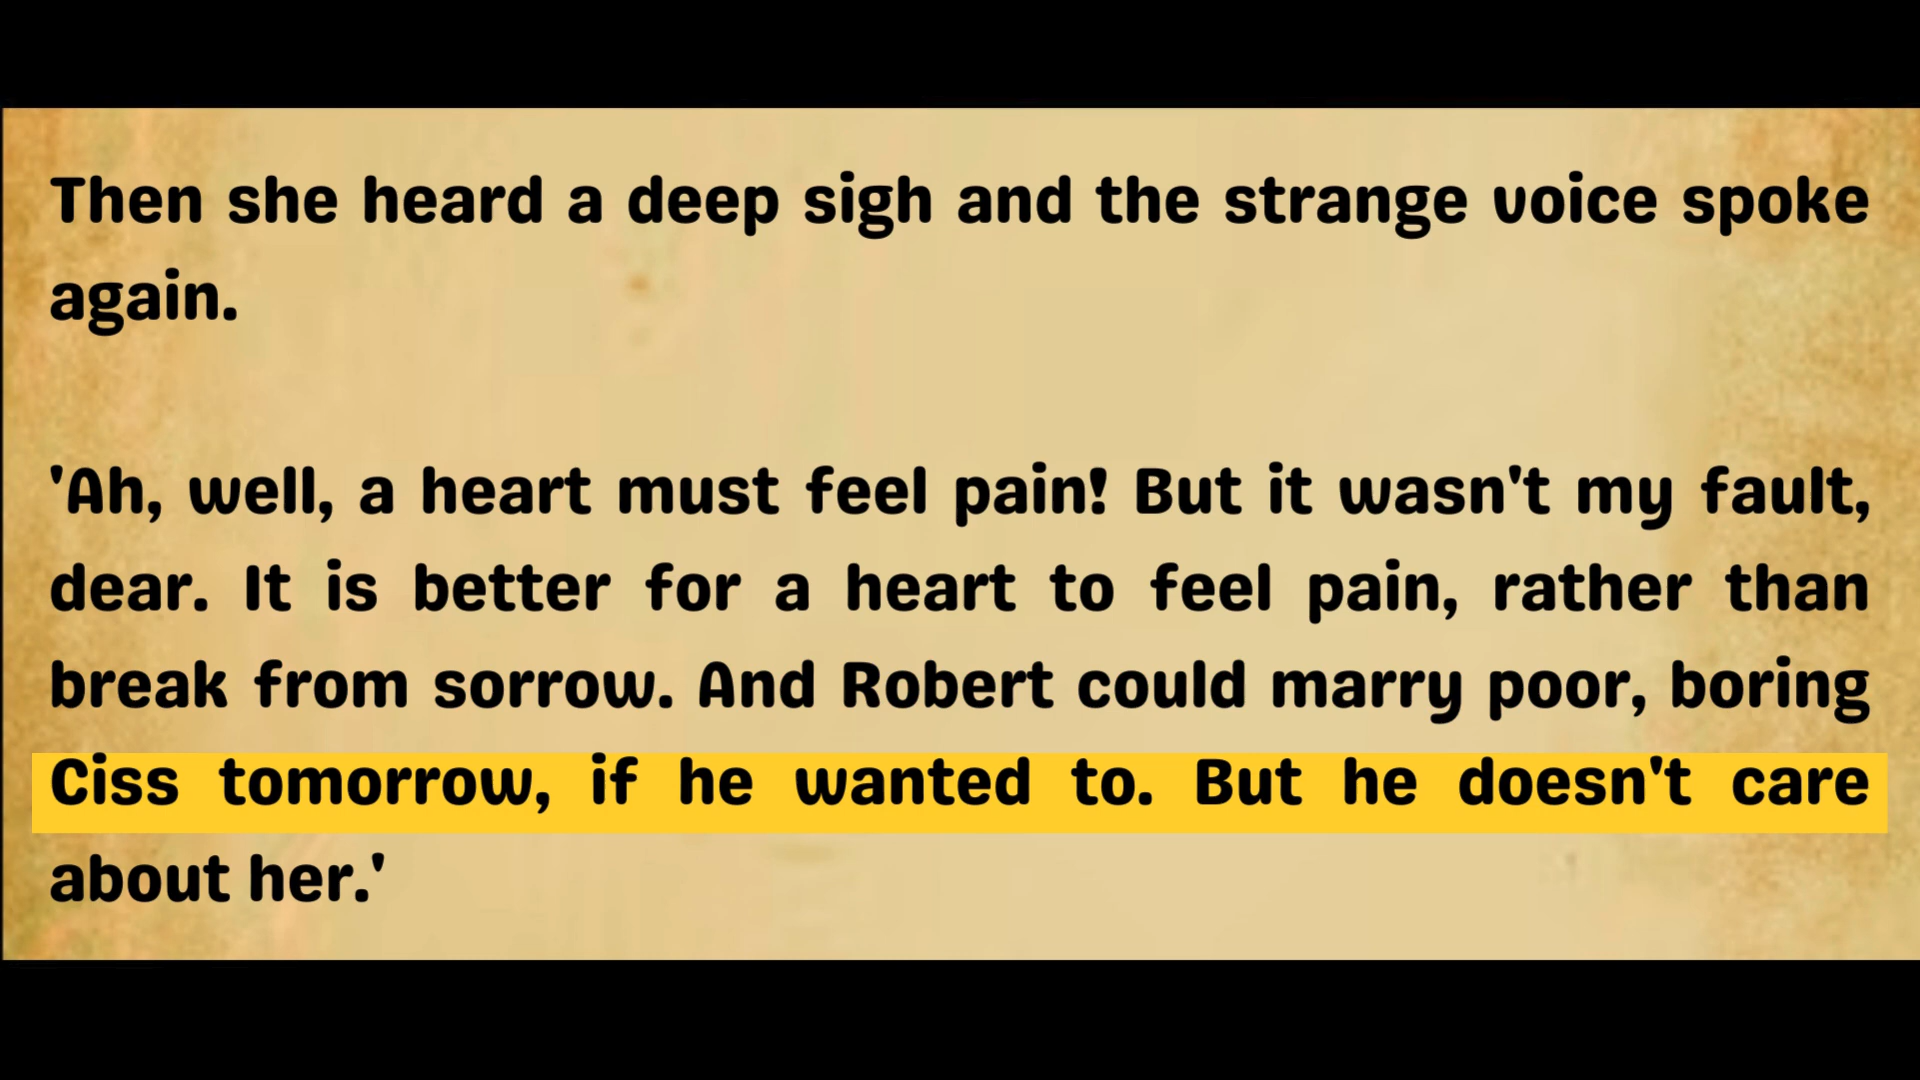 Then she heard a deep sigh and the strange voice spoke
again.
'Ah, well, a heart must feel pain! But it wasn't my fault,
dear. It is better for a heart to feel pain, rather than
break from sorrow. And Robert could marry poor, boring
Ciss tomorrow, if he wanted to. But he doesn't care
about her.'